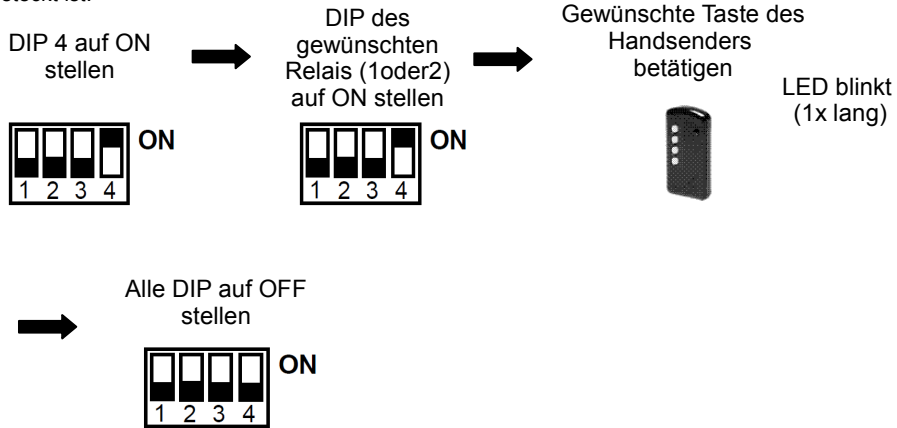 DIP 4 auf ON
stellen
ON
1 2 3 4
DIP des
gewünschten
Relais (1oder2)
auf ON stellen
ON
1 2 3 4
Gewünschte Taste des
Handsenders
betätigen
LED blinkt
(1x lang)
Alle DIP auf OFF
stellen
ON
1 2 3 4